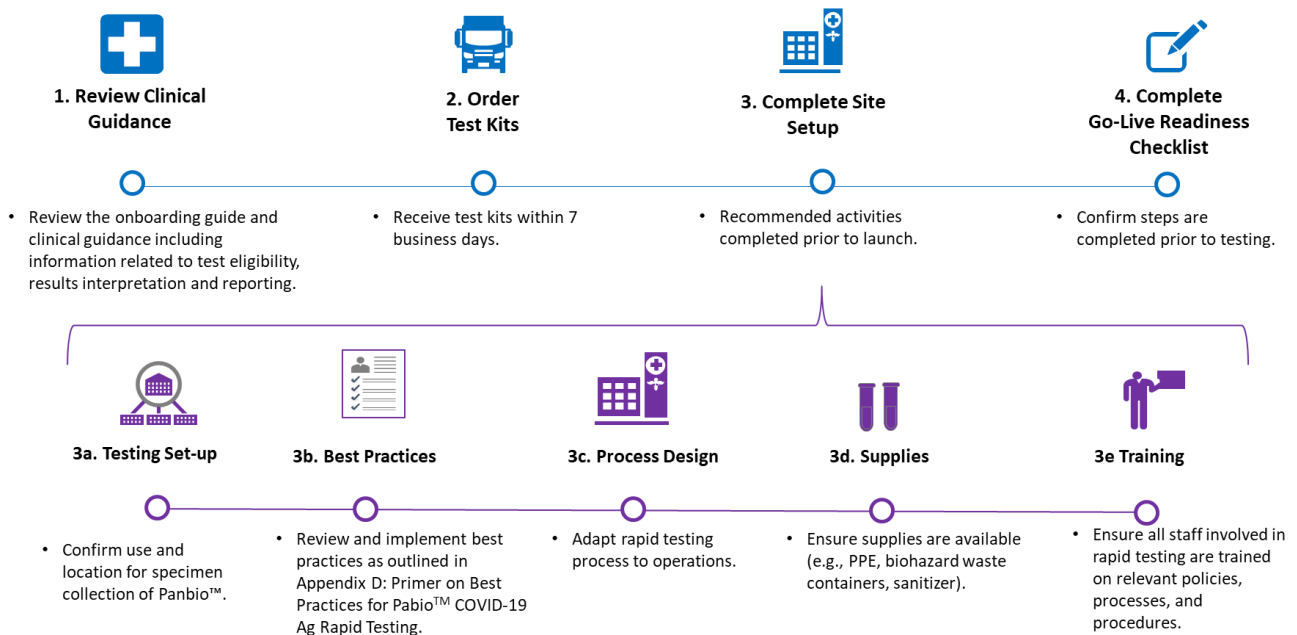 1. Review Clinical
Guidance
2. Order
Test Kits
3. Complete Site
Setup
4. Complete
Go-Live Readiness
Checklist
• Review the onboarding guide and
clinical guidance including
information related to test eligibility,
results interpretation and reporting.
• Receive test kits within 7
business days.
• Recommended activities
completed prior to launch.
• Confirm steps are
completed prior to testing.
3a. Testing Set-up
3b. Best Practices
3c. Process Design
3d. Supplies
3e Training
• Confirm use and
location for specimen
collection of Panbio™.
• Review and implement best
practices as outlined in
Appendix D: Primer on Best
Practices for Pabio™ COVID-19
Ag Rapid Testing.
• Adapt rapid testing
process to operations.
• Ensure supplies are available
(e.g., PPE, biohazard waste
containers, sanitizer).
• Ensure all staff involved in
rapid testing are trained
on relevant policies,
processes, and
procedures.